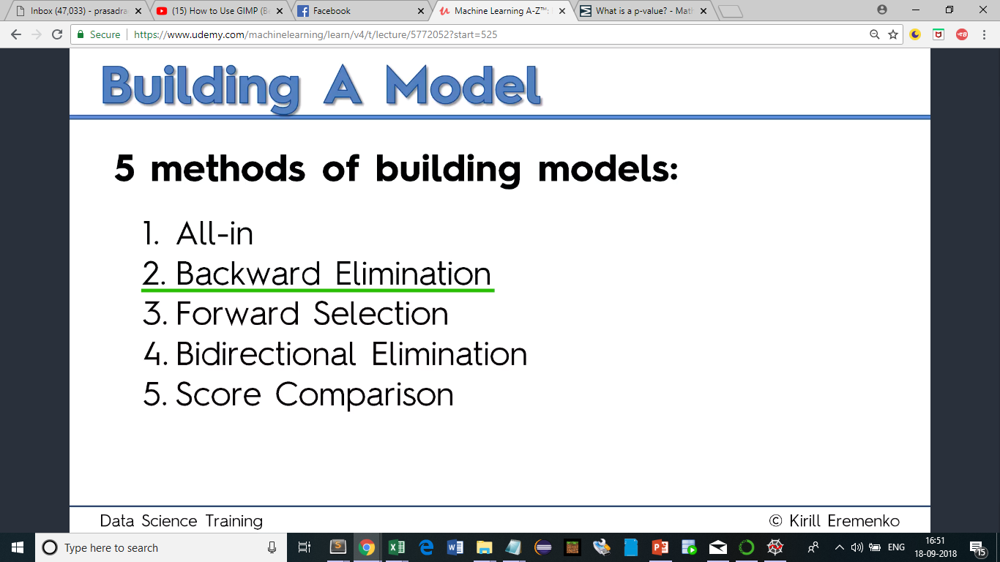 Inbox (47,033) - prasadra
(15) How to Use GIMP (Be
Facebook
Machine Learning A-Z™:
What is a p-value? - Math
Secure
https://www.udemy.com/machinelearning/learn/v4/t/lecture/5772052?start=525
Building A Model
5 methods of building models:
1. All-in
2. Backward Elimination
3. Forward Selection
4. Bidirectional Elimination
5. Score Comparison
Data Science Training
© Kirill Eremenko
Type here to search
ENG
16:51
18-09-2018
15